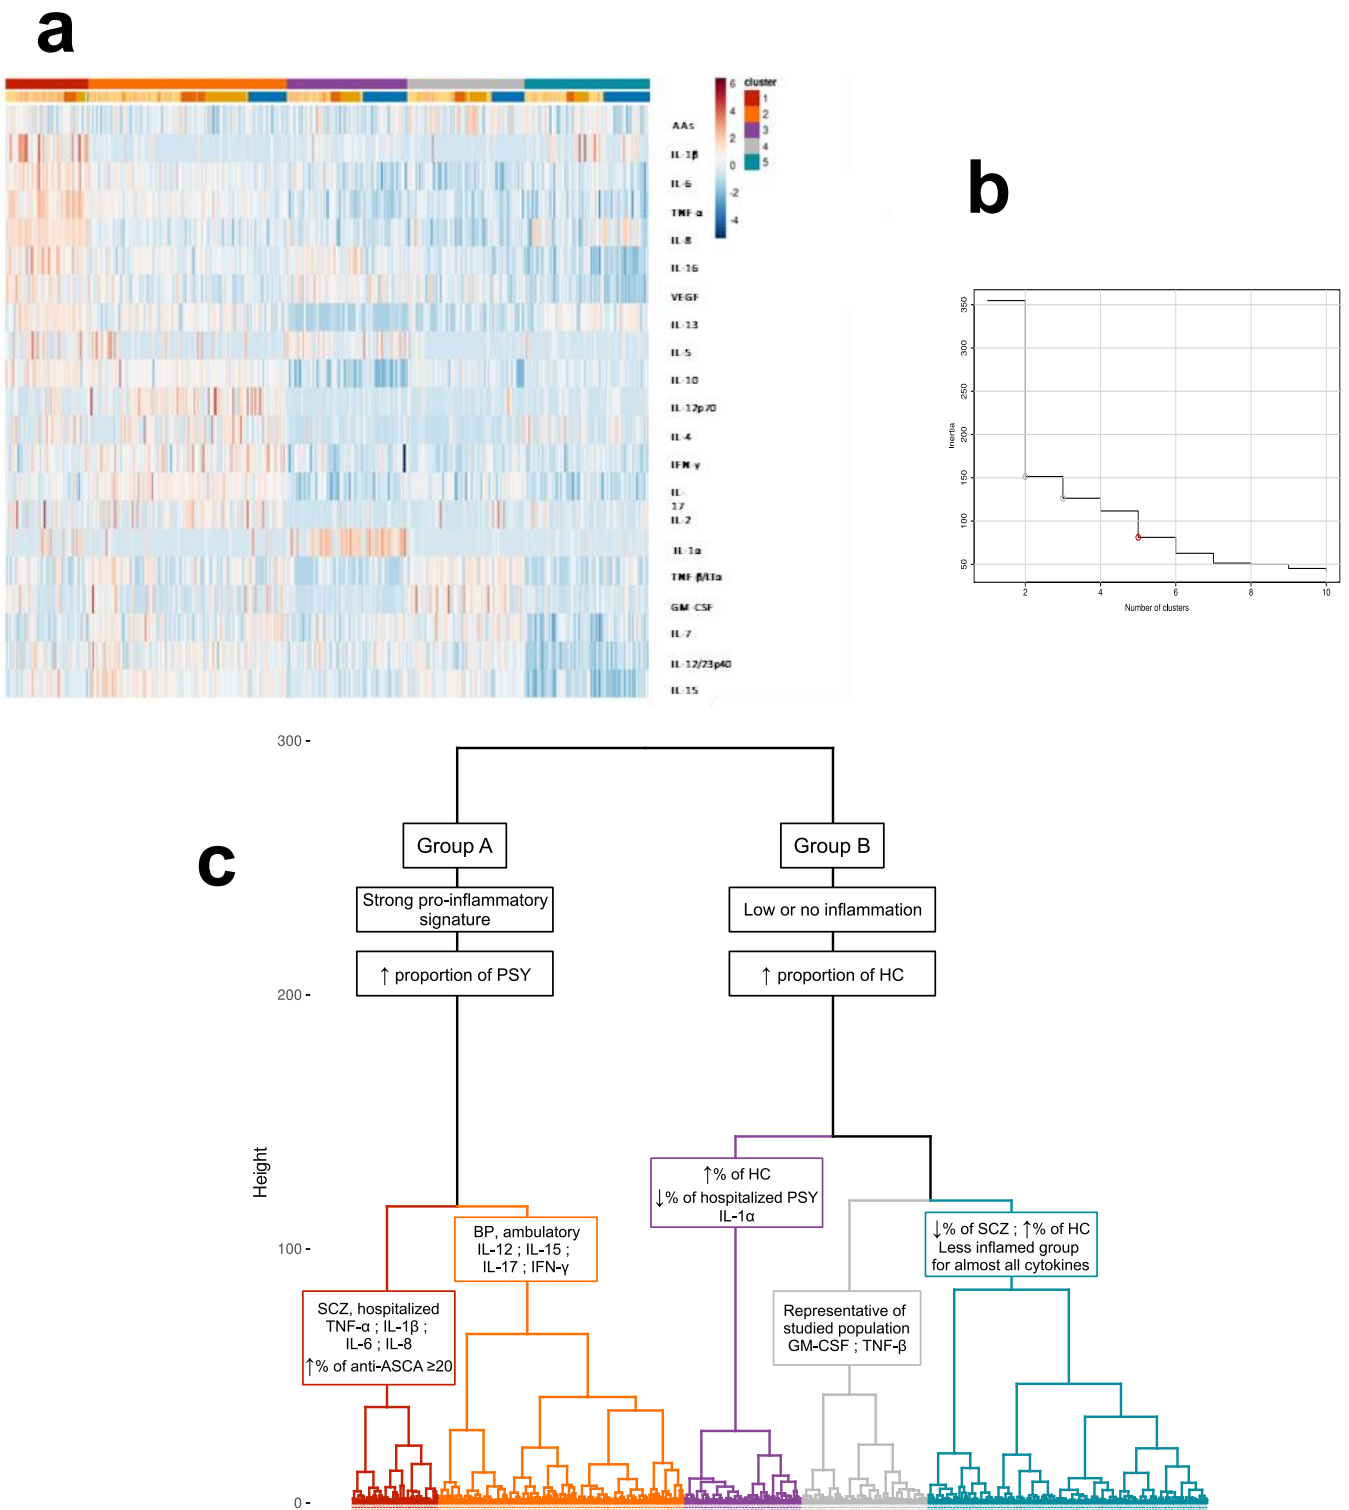 a
6
4
2
0
-2
-4
cluster
1
2
3
4
5
AAs
IL-1β
IL-6
TNF-α
IL-8
IL-16
VEGF
IL-13
IL-5
IL-10
IL-12p70
IL-4
IFN-γ
IL-
17
IL-2
IL-1α
TNF-β/LTα
GM-CSF
IL-7
IL-12/23p40
IL-15
b
Inertia
350
300
250
200
150
100
50
2
4
6
8
10
Number of clusters
c
Height
300
200
100
0
Group A
Strong pro-inflammatory
signature
↑ proportion of PSY
Group B
Low or no inflammation
↑ proportion of HC
SCZ, hospitalized
TNF-α ; IL-1β ;
IL-6 ; IL-8
↑% of anti-ASCA ≥20
BP, ambulatory
IL-12 ; IL-15 ;
IL-17 ; IFN-γ
↑% of HC
↓% of hospitalized PSY
IL-1α
Representative of
studied population
GM-CSF ; TNF-β
↓% of SCZ ; ↑% of HC
Less inflamed group
for almost all cytokines